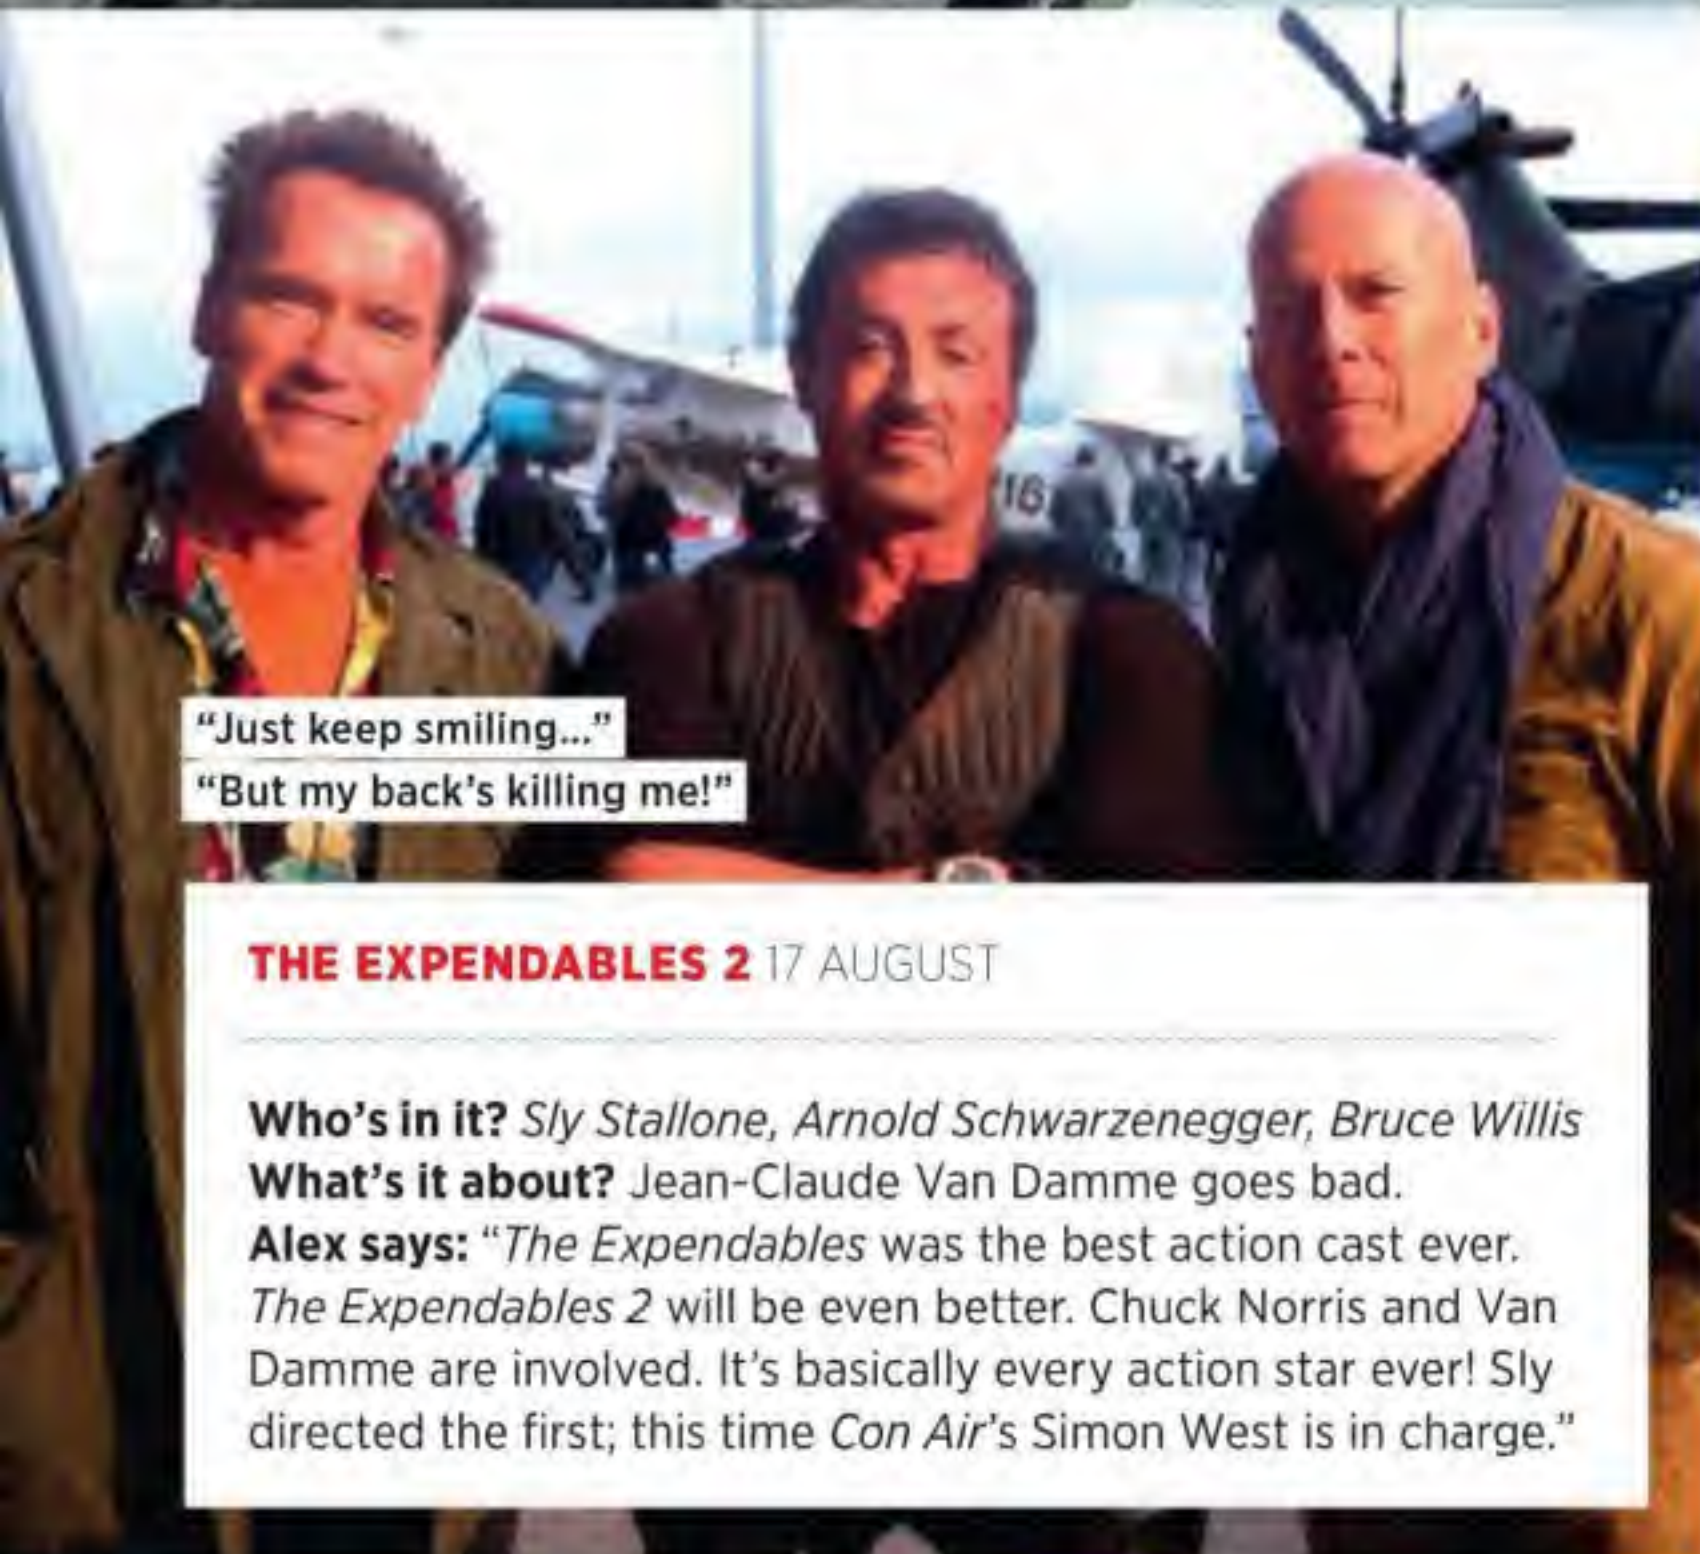 16
“Just keep smiling...”
“But my back’s killing me!”
THE EXPENDABLES 2 17 AUGUST
Who’s in it? Sly Stallone, Arnold Schwarzenegger, Bruce Willis
What’s it about? Jean-Claude Van Damme goes bad.
Alex says: “The Expendables was the best action cast ever.
The Expendables 2 will be even better. Chuck Norris and Van
Damme are involved. It’s basically every action star ever! Sly
directed the first; this time Con Air’s Simon West is in charge.”